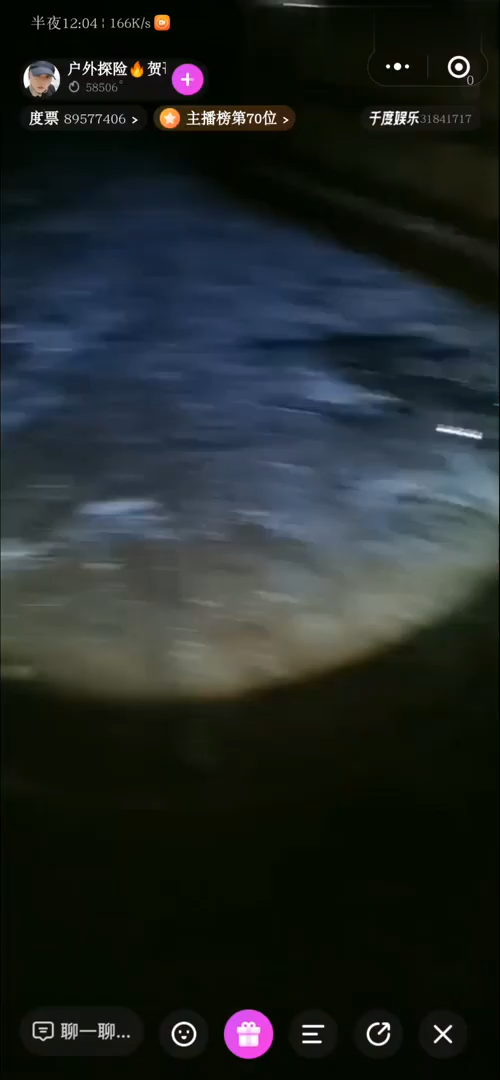 半夜12:04 | 166K/s
户外探险🔥贺
58506°
0
度票 89577406 >
主播榜第70位 >
千度娱乐31841717
聊一聊...